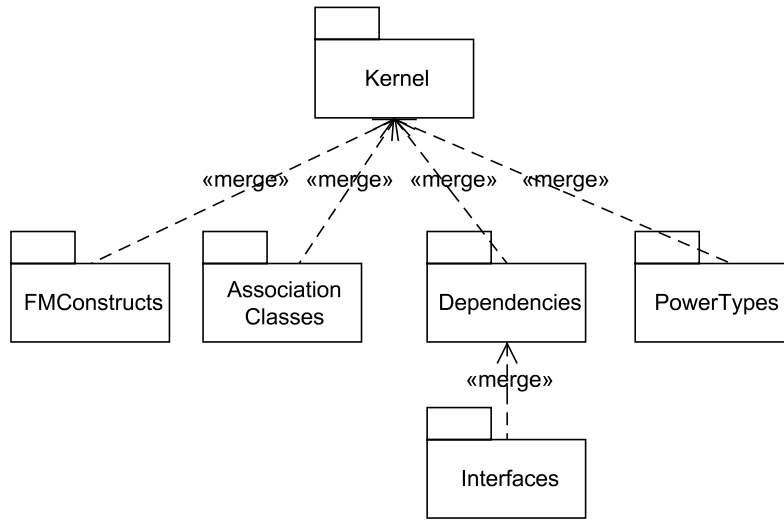 Kernel
«merge» «merge» «merge» «merge»
FMConstructs
Association
Classes
Dependencies
PowerTypes
«merge»
Interfaces